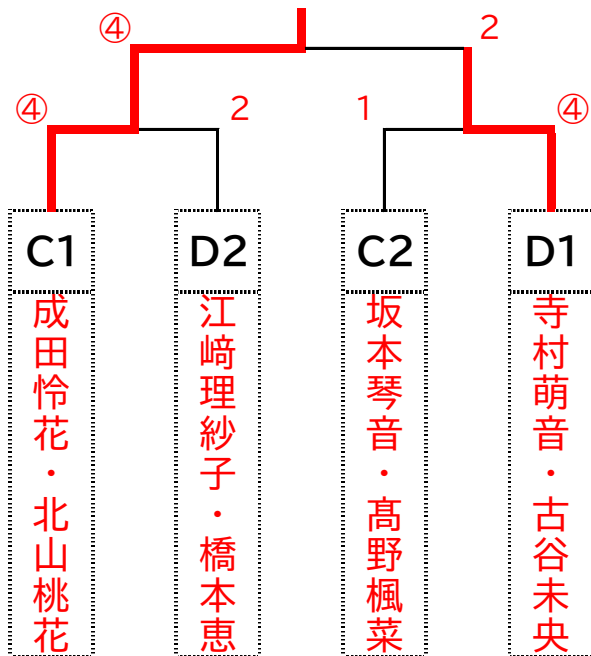 ④ 2
④ 2 1 ④
C1 D2 C2 D1
成田怜花・北山桃花
江﨑理紗子・橋本恵
坂本琴音・髙野楓菜
寺村萌音・古谷未央